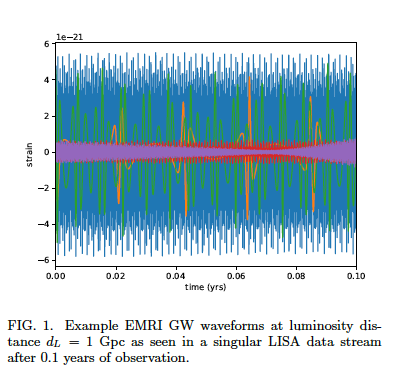 1e−21
6
4
2
0
−2
−4
−6
strain
0.00 0.02 0.04 0.06 0.08 0.10
time (yrs)
FIG. 1. Example EMRI GW waveforms at luminosity dis-
tance dL = 1 Gpc as seen in a singular LISA data stream
after 0.1 years of observation.